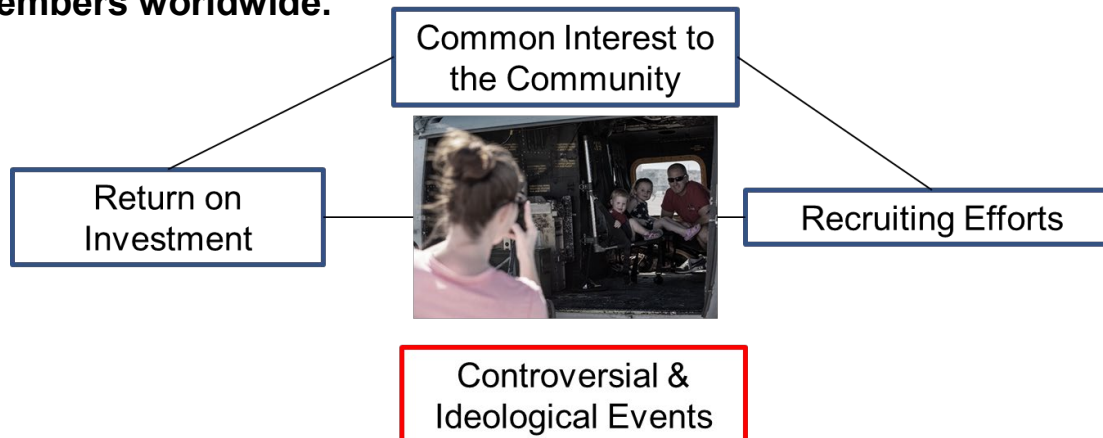 embers worldwide.
Common Interest to
the Community
Return on
Investment
Recruiting Efforts
Controversial &
Ideological Events